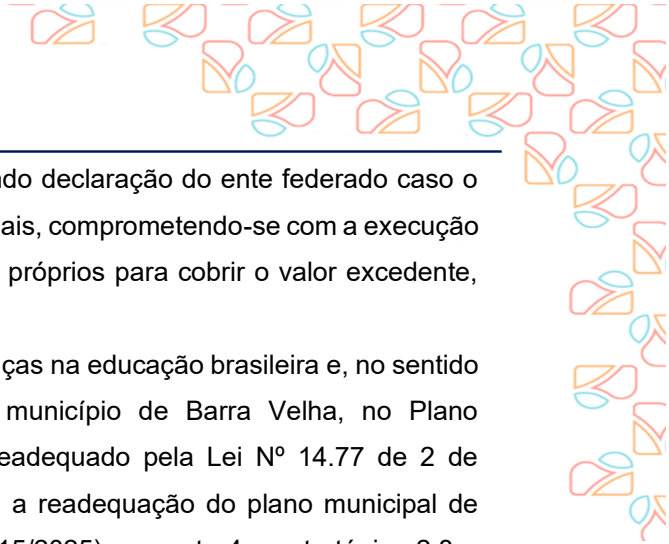 do declaração do ente federado caso o
ais, comprometendo-se com a execução
próprios para cobrir o valor excedente,
ças na educação brasileira e, no sentido
município de Barra Velha, no Plano
eadequado pela Lei Nº 14.77 de 2 de
a readequação do plano municipal de